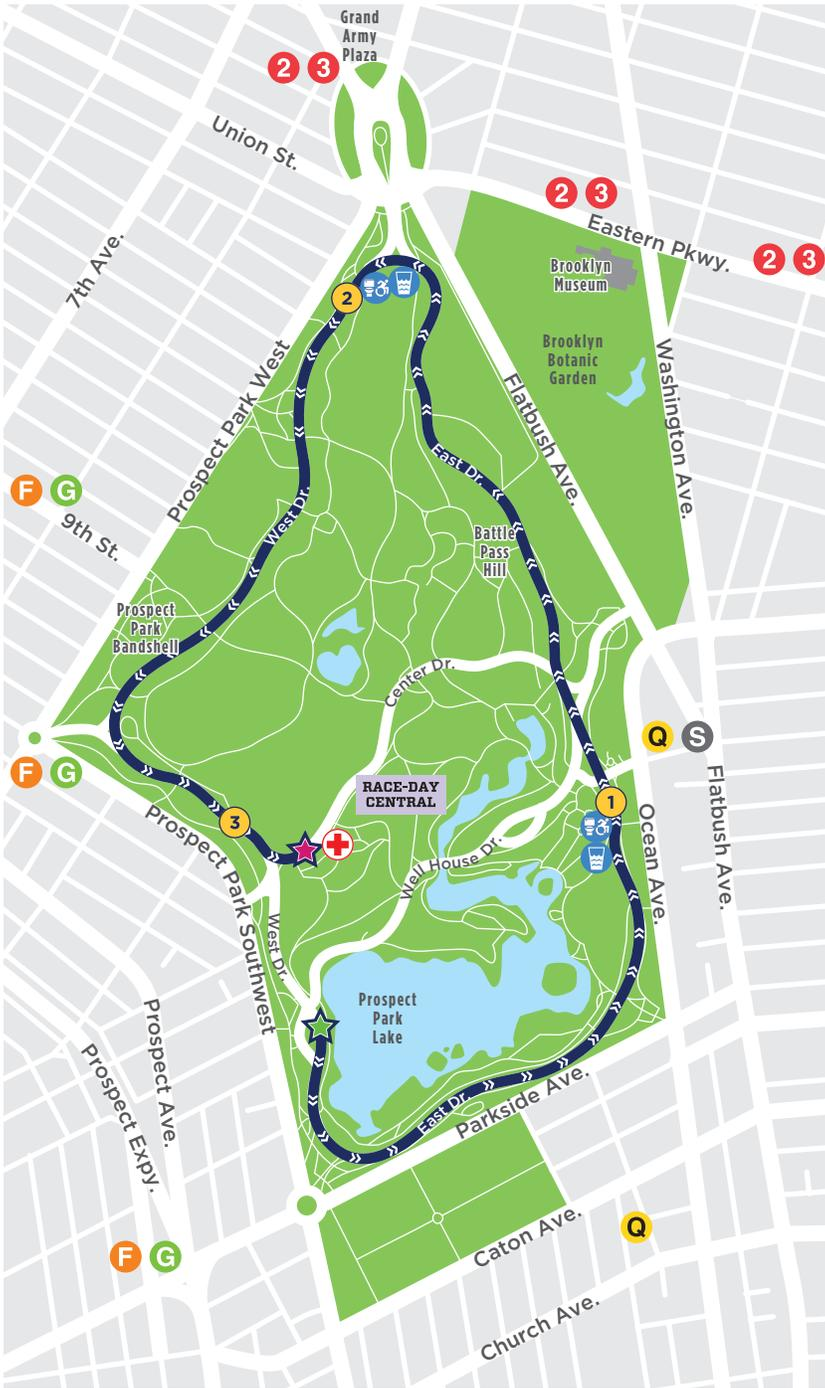 Grand
Army
Plaza
2 3
Union St.
2 3
Eastern Pkwy.
2 3
7th Ave.
Brooklyn
Museum
2
Brooklyn
Botanic
Garden
Prospect Park West
Flatbush Ave.
Washington Ave.
East Dr.
F G
9th St.
West Dr.
Battle
Pass
Hill
Prospect
Park
Bandshell
Center Dr.
Q S
F G
RACE-DAY
CENTRAL
1
3
Prospect Park Southwest
Well House Dr.
Ocean Ave.
Flatbush Ave.
West Dr.
Prospect
Park
Lake
Prospect Ave.
Prospect Expy.
East Dr.
Parkside Ave.
F G
Caton Ave.
Q
Church Ave.